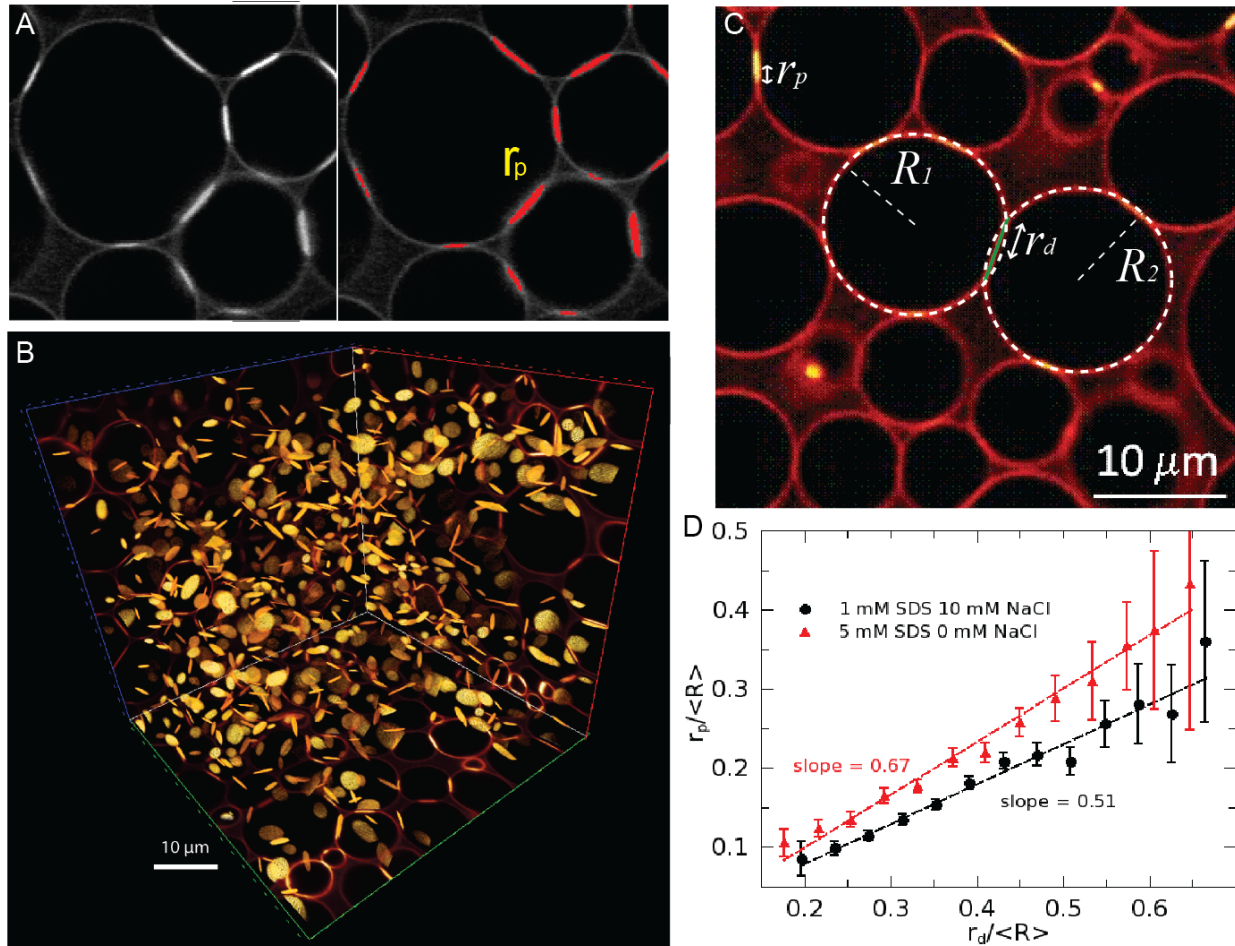 A
r_p
B
10 μm
C
r_p
R_1
r_d
R_2
10 μm
D
0.5
0.4
0.3
0.2
0.1
r_p/<R>
1 mM SDS 10 mM NaCl
5 mM SDS 0 mM NaCl
slope = 0.67
slope = 0.51
0.2 0.3 0.4 0.5 0.6
r_d/<R>